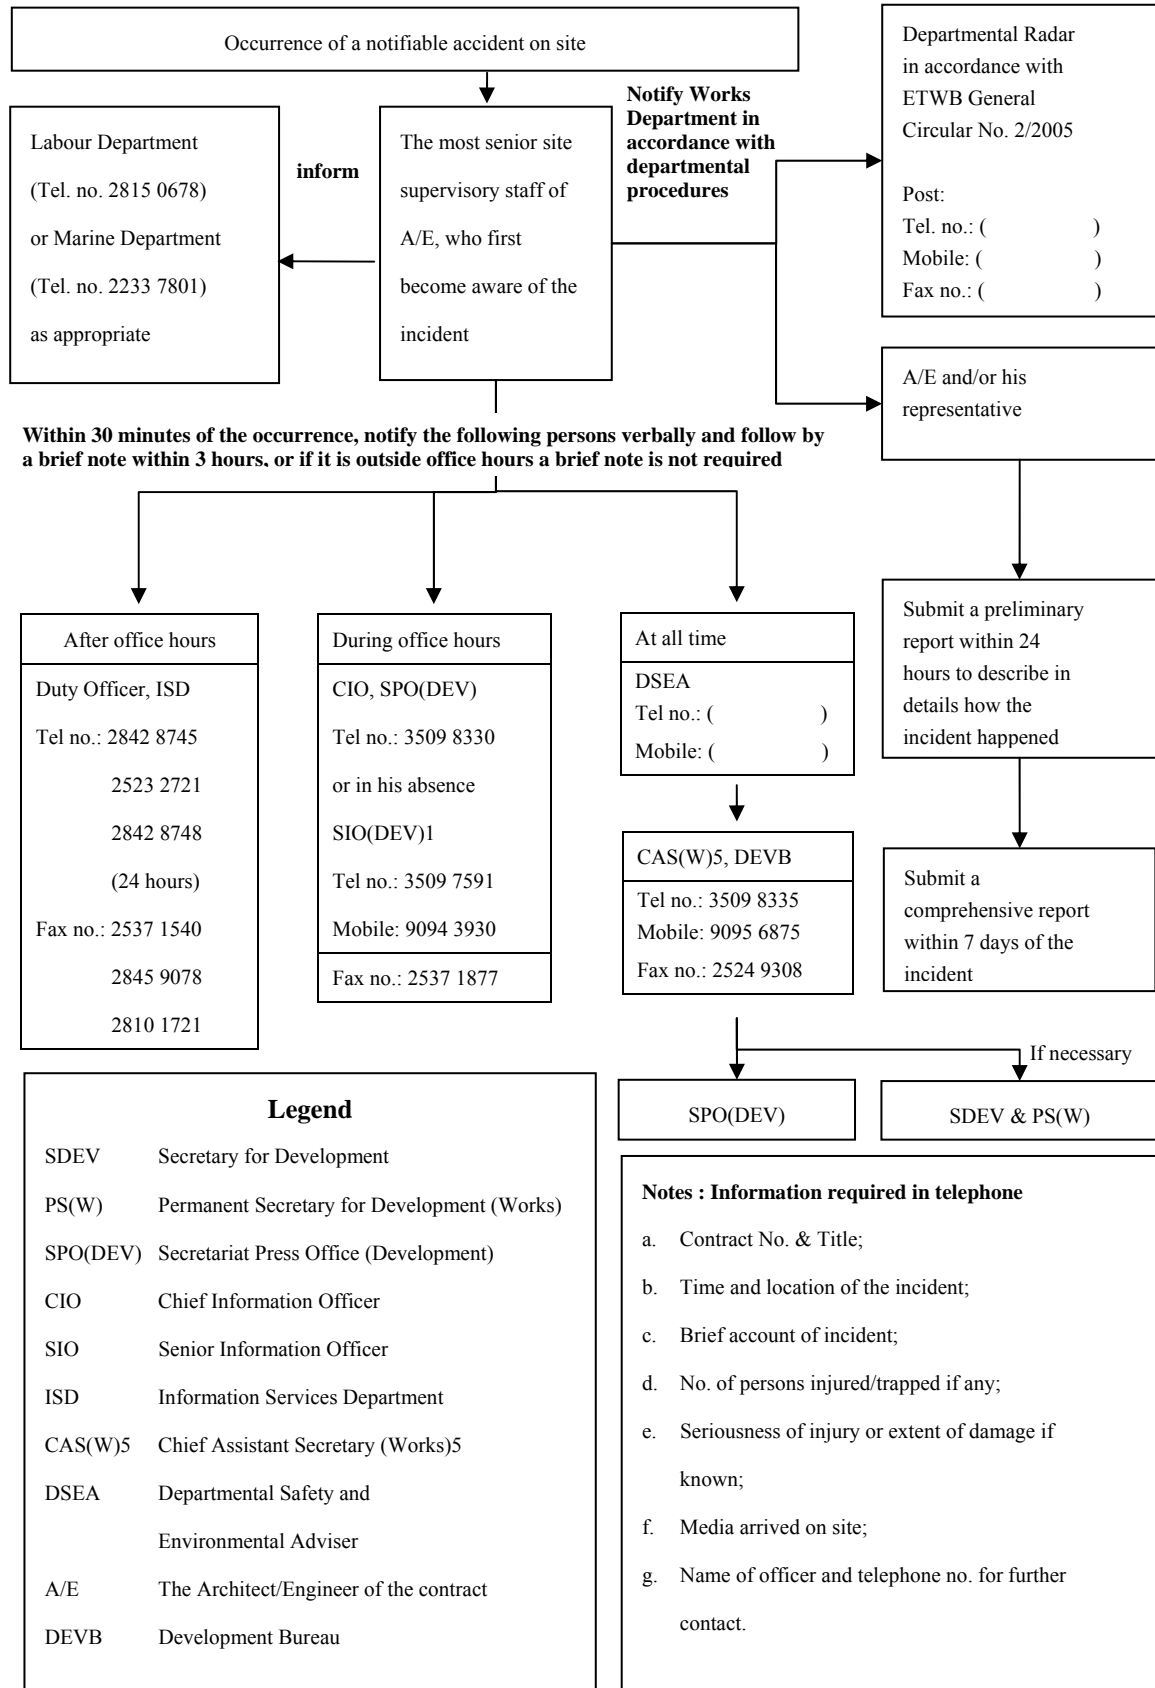 Occurrence of a notifiable accident on site
Departmental Radar
in accordance with
ETWB General
Circular No. 2/2005
Post:
Tel. no.: ( )
Mobile: ( )
Fax no.: ( )
Notify Works
Department in
accordance with
departmental
procedures
Labour Department
(Tel. no. 2815 0678)
or Marine Department
(Tel. no. 2233 7801)
as appropriate
inform
The most senior site
supervisory staff of
A/E, who first
become aware of the
incident
A/E and/or his
representative
Within 30 minutes of the occurrence, notify the following persons verbally and follow by
a brief note within 3 hours, or if it is outside office hours a brief note is not required
After office hours
Duty Officer, ISD
Tel no.: 2842 8745
2523 2721
2842 8748
(24 hours)
Fax no.: 2537 1540
2845 9078
2810 1721
During office hours
CIO, SPO(DEV)
Tel no.: 3509 8330
or in his absence
SIO(DEV)1
Tel no.: 3509 7591
Mobile: 9094 3930
Fax no.: 2537 1877
At all time
DSEA
Tel no.: ( )
Mobile: ( )
CAS(W)5, DEVB
Tel no.: 3509 8335
Mobile: 9095 6875
Fax no.: 2524 9308
Submit a preliminary
report within 24
hours to describe in
details how the
incident happened
Submit a
comprehensive report
within 7 days of the
incident
If necessary
SPO(DEV)
SDEV & PS(W)
Legend
SDEV Secretary for Development
PS(W) Permanent Secretary for Development (Works)
SPO(DEV) Secretariat Press Office (Development)
CIO Chief Information Officer
SIO Senior Information Officer
ISD Information Services Department
CAS(W)5 Chief Assistant Secretary (Works)5
DSEA Departmental Safety and
Environmental Adviser
A/E The Architect/Engineer of the contract
DEVB Development Bureau
Notes : Information required in telephone
a. Contract No. & Title;
b. Time and location of the incident;
c. Brief account of incident;
d. No. of persons injured/trapped if any;
e. Seriousness of injury or extent of damage if
known;
f. Media arrived on site;
g. Name of officer and telephone no. for further
contact.